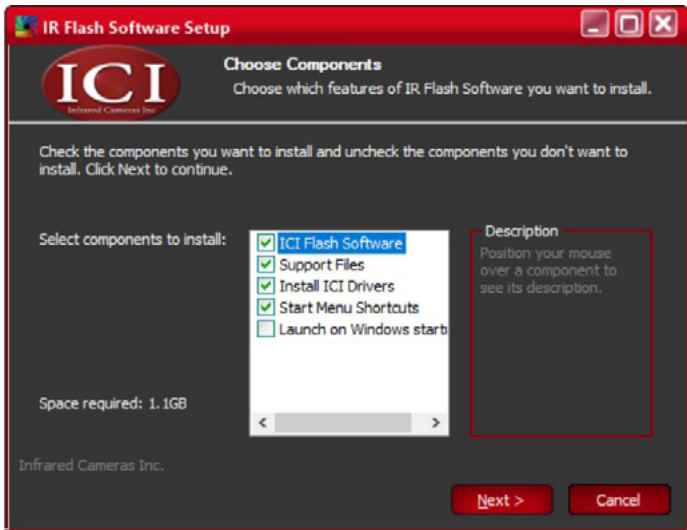 IR Flash Software Setup
ICI
Infrared Cameras Inc
Choose Components
Choose which features of IR Flash Software you want to install.
Check the components you want to install and uncheck the components you don't want to
install. Click Next to continue.
Select components to install:
ICI Flash Software
Support Files
Install ICI Drivers
Start Menu Shortcuts
Launch on Windows startu
Description
Position your mouse
over a component to
see its description.
Space required: 1.1GB
Infrared Cameras Inc.
Next >
Cancel